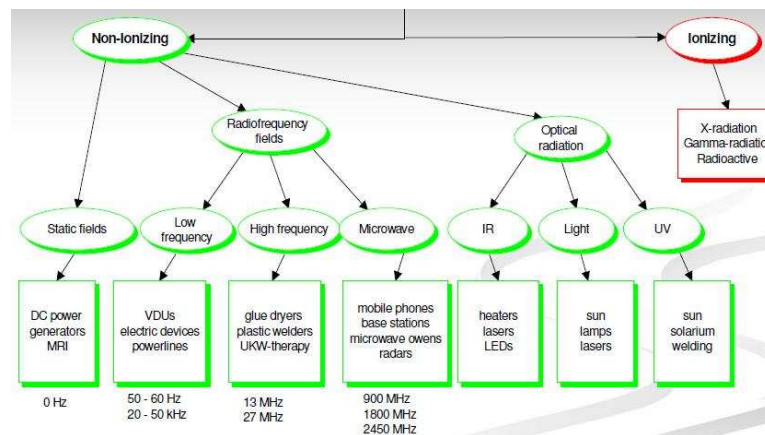 Non-ionizing
Ionizing
Radiofrequency
fields
Optical
radiation
X-radiation
Gamma-radiatio
Radioactive
Static fields
Low
frequency
High frequency
Microwave
IR
Light
UV
DC power
generators
MRI
VDUs
electric devices
powerlines
glue dryers
plastic welders
UKW-therapy
mobile phones
base stations
microwave owens
radars
heaters
lasers
LEDs
sun
lamps
lasers
sun
solarium
welding
0 Hz
50 - 60 Hz
20 - 50 kHz
13 MHz
27 MHz
900 MHz
1800 MHz
2450 MHz